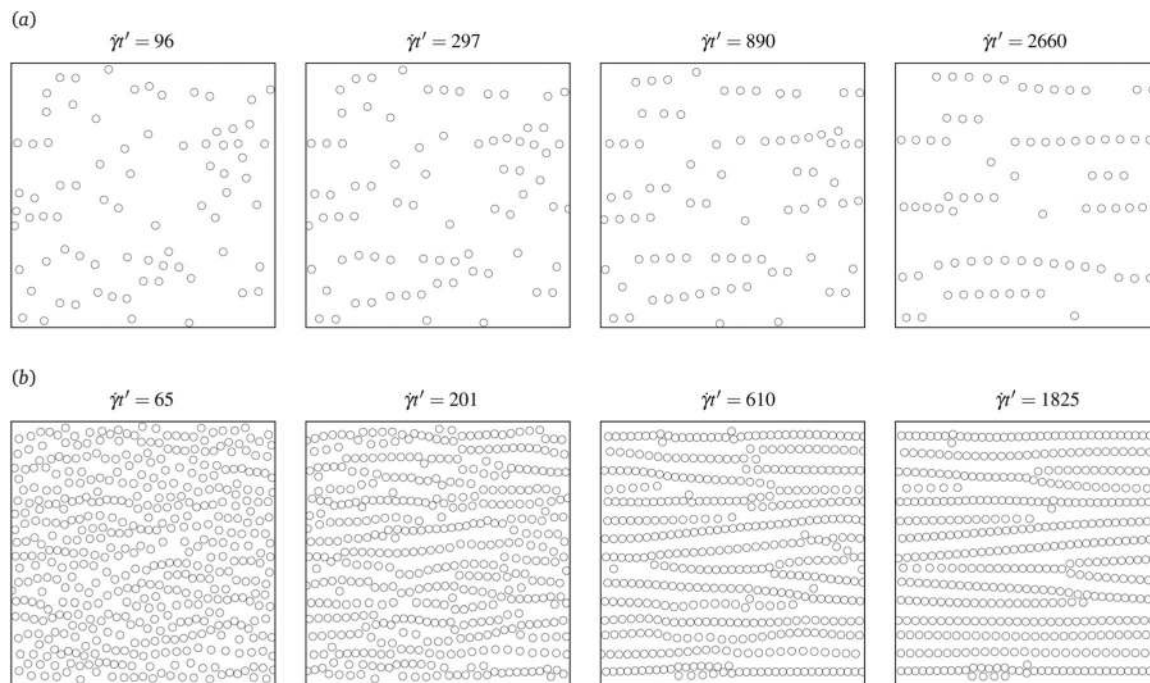 (a)
γ̇t′ = 96
γ̇t′ = 297
γ̇t′ = 890
γ̇t′ = 2660
(b)
γ̇t′ = 65
γ̇t′ = 201
γ̇t′ = 610
γ̇t′ = 1825